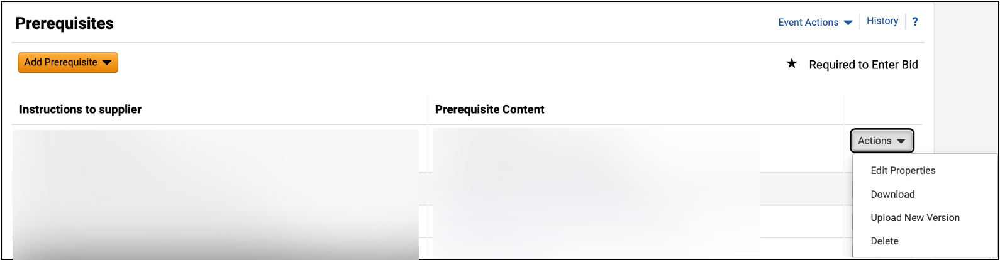 Prerequisites
Event Actions
History
?
Add Prerequisite
★ Required to Enter Bid
Instructions to supplier
Prerequisite Content
Actions
Edit Properties
Download
Upload New Version
Delete